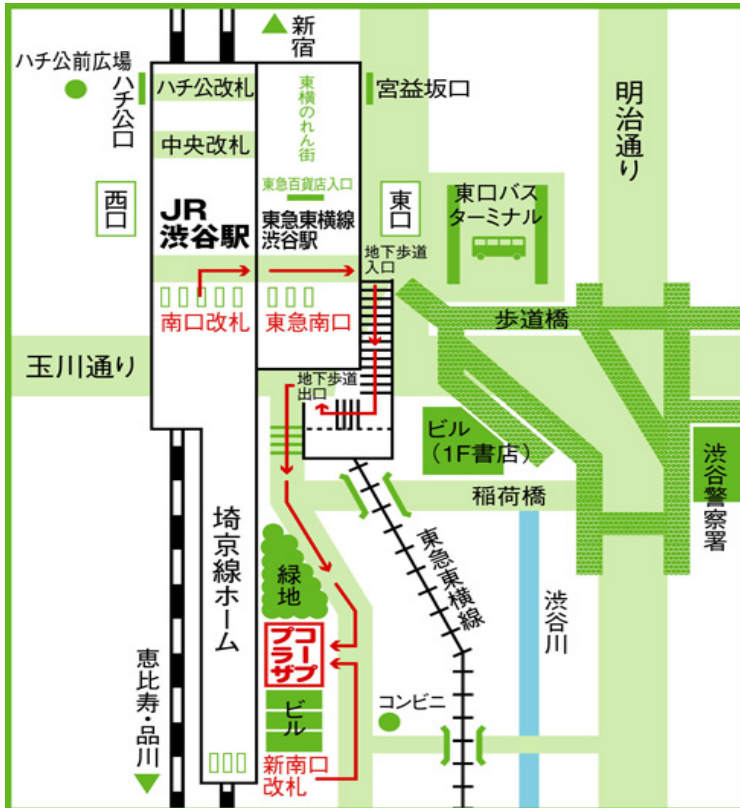 新宿
ハチ公前広場
ハチ公口
ハチ公改札
東横のれん街
宮益坂口
明治通り
中央改札
東急百貨店入口
西口
JR
渋谷駅
東急東横線
渋谷駅
東口
東口バス
ターミナル
地下歩道
入口
南口改札
東急南口
歩道橋
玉川通り
地下歩道
出口
ビル
(1F書店)
渋谷警察署
稲荷橋
埼京線ホーム
東急東横線
緑地
渋谷川
コープ
プラザ
恵比寿・品川
ビル
コンビニ
新南口
改札